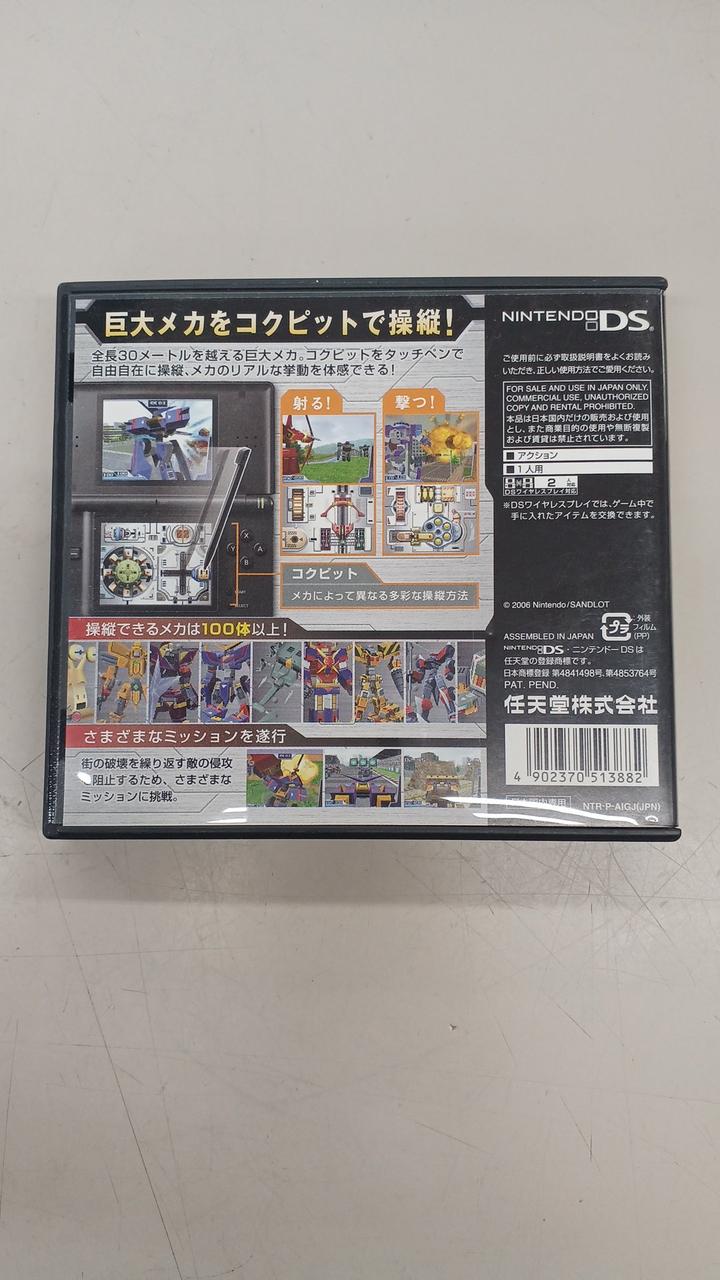 巨大メカをコクピットで操縦!
全長30メートルを越える巨大メカ。コクピットをタッチペンで
自由自在に操縦、メカのリアルな挙動を体感できる!
射る!
撃つ!
X
Y
A
B
START
SELECT
コクピット
メカによって異なる多彩な操縦方法
操縦できるメカは100体以上!
さまざまなミッションを遂行
街の破壊を繰り返す敵の侵攻
阻止するため、さまざまな
ミッションに挑戦。
NINTENDO DS
ご使用前に必ず取扱説明書をよくお読み
いただき、正しい使用方法でご愛用ください。
FOR SALE AND USE IN JAPAN ONLY.
COMMERCIAL USE, UNAUTHORIZED
COPY AND RENTAL PROHIBITED.
本品は日本国内だけの販売および使用
とし、また商業目的の使用や無断複製
および賃貸は禁止されています。
■ アクション
■ 1人用
2人対応
DSワイヤレスプレイ対応
※DSワイヤレスプレイでは、ゲーム中で
手に入れたアイテムを交換できます。
© 2006 Nintendo/SANDLOT
ASSEMBLED IN JAPAN
プラ
外装
フィルム
(PP)
NINTENDO DS・ニンテンドーDSは
任天堂の登録商標です。
日本商標登録 第4841498号、第4853764号
PAT. PEND.
任天堂株式会社
4 902370 513882
NTR-P-AIGJ(JPN)